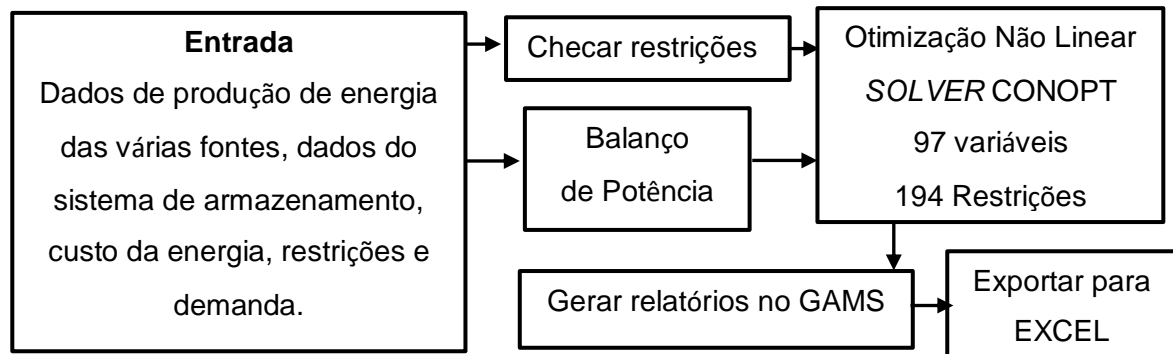 Entrada
Dados de produção de energia
das várias fontes, dados do
sistema de armazenamento,
custo da energia, restrições e
demanda.
Checar restrições
Balanço
de Potência
Otimização Não Linear
SOLVER CONOPT
97 variáveis
194 Restrições
Gerar relatórios no GAMS
Exportar para
EXCEL